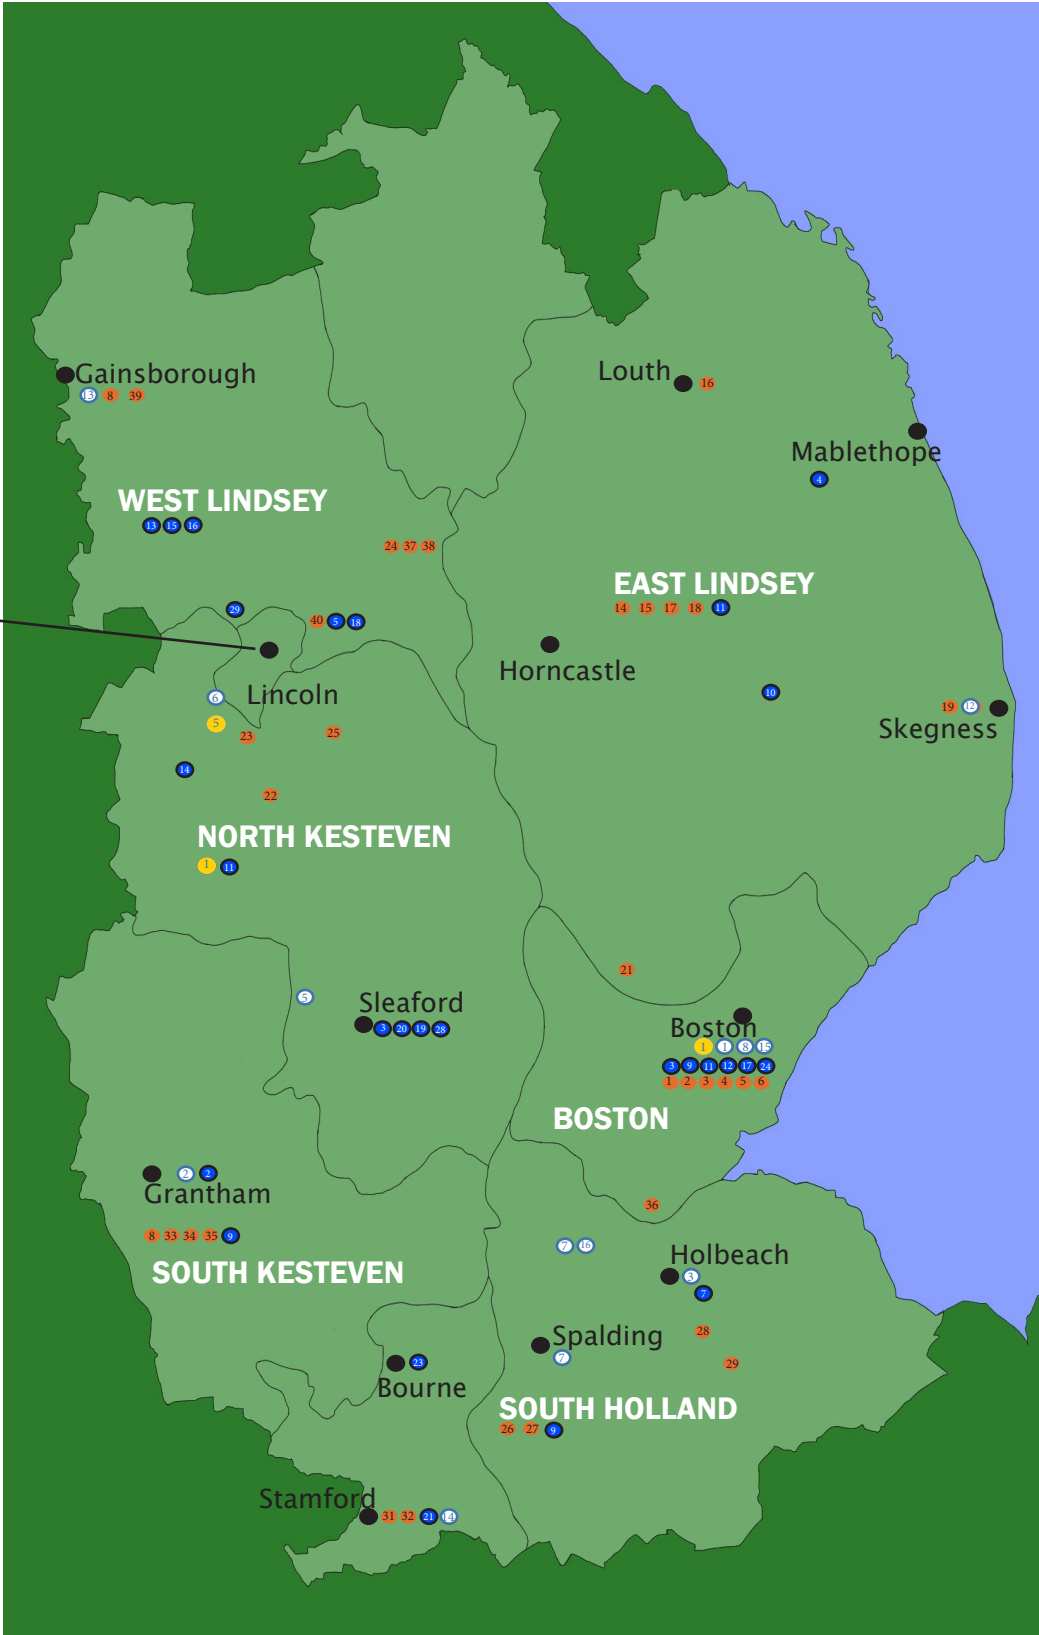 Gainsborough
13 8 39
Louth
16
Mablethope
4
WEST LINDSEY
13 15 16
24 37 38
EAST LINDSEY
14 15 17 18 11
29
40 5 18
Horncastle
Lincoln
6
10
19 12
Skegness
5
23
25
14
22
NORTH KESTEVEN
1 11
21
5
Sleaford
3 20 19 28
Boston
1 1 8 15
3 9 11 12 17 24
1 2 3 4 5 6
BOSTON
2 2
Grantham
36
8 33 34 35 9
SOUTH KESTEVEN
7 16
Holbeach
3
7
28
Spalding
7
29
23
Bourne
SOUTH HOLLAND
26 27 9
Stamford
31 32 21 14